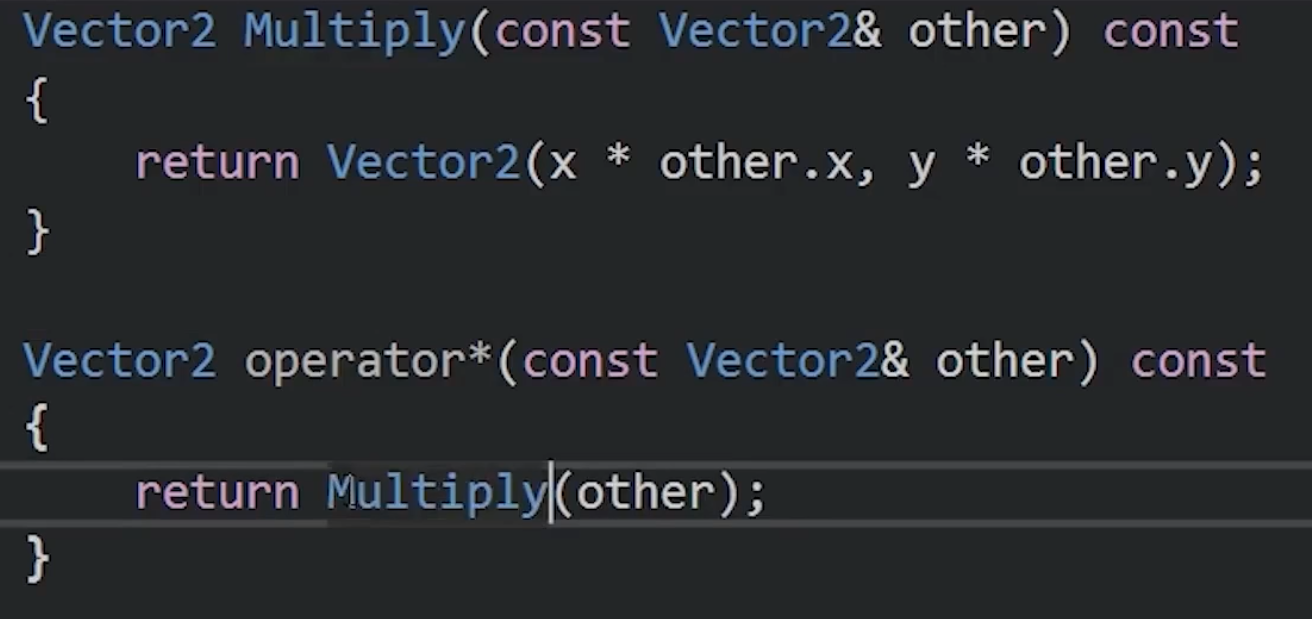 Vector2 Multiply(const Vector2& other) const
{
    return Vector2(x * other.x, y * other.y);
}

Vector2 operator*(const Vector2& other) const
{
    return Multiply(other);
}